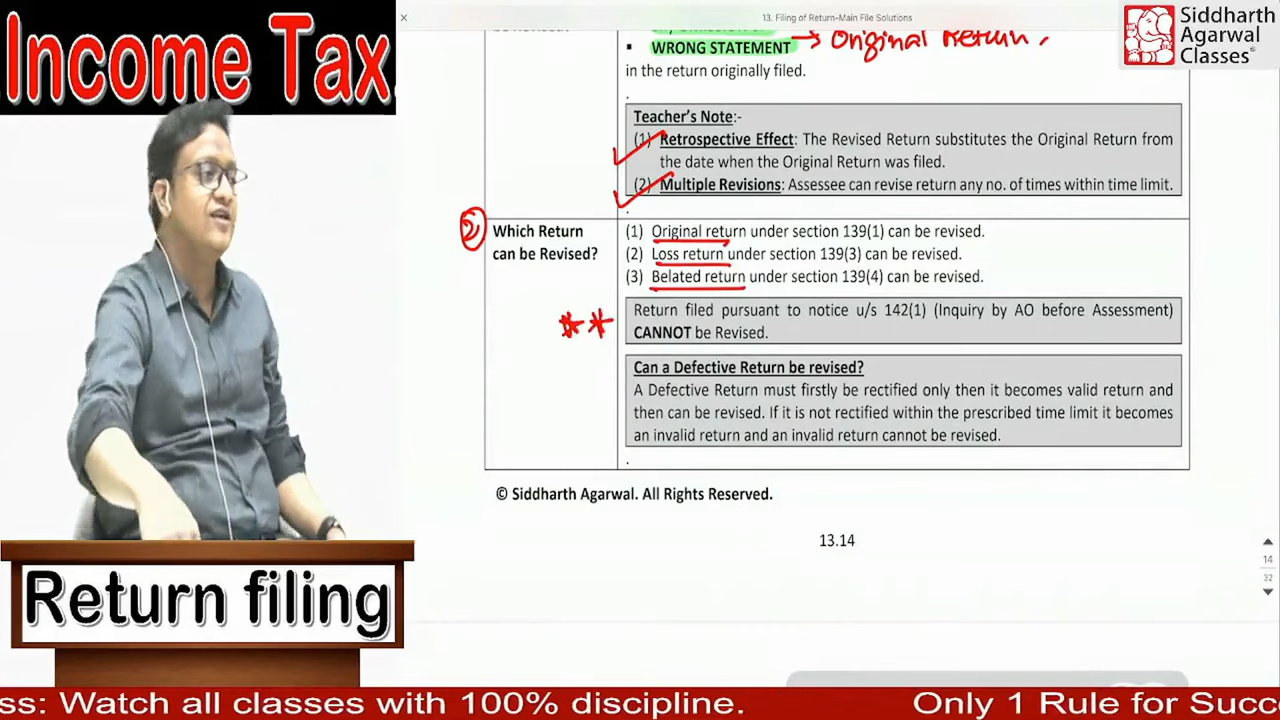 Income Tax
13. Filing of Return-Main File Solutions
Siddharth
Agarwal
Classes®
WRONG STATEMENT → Original Return
in the return originally filed.
Teacher's Note:-
(1) Retrospective Effect: The Revised Return substitutes the Original Return from
the date when the Original Return was filed.
(2) Multiple Revisions: Assessee can revise return any no. of times within time limit.
2 Which Return
can be Revised?
(1) Original return under section 139(1) can be revised.
(2) Loss return under section 139(3) can be revised.
(3) Belated return under section 139(4) can be revised.
Return filed pursuant to notice u/s 142(1) (Inquiry by AO before Assessment)
CANNOT be Revised.
Can a Defective Return be revised?
A Defective Return must firstly be rectified only then it becomes valid return and
then can be revised. If it is not rectified within the prescribed time limit it becomes
an invalid return and an invalid return cannot be revised.
© Siddharth Agarwal. All Rights Reserved.
13.14
14
32
Return filing
ss: Watch all classes with 100% discipline. Only 1 Rule for Succ